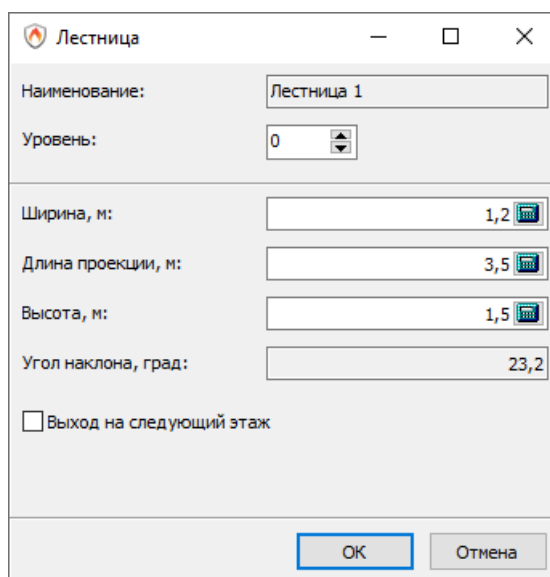 Лестница
Наименование: Лестница 1
Уровень: 0
Ширина, м: 1,2
Длина проекции, м: 3,5
Высота, м: 1,5
Угол наклона, град: 23,2
Выход на следующий этаж
ОК Отмена